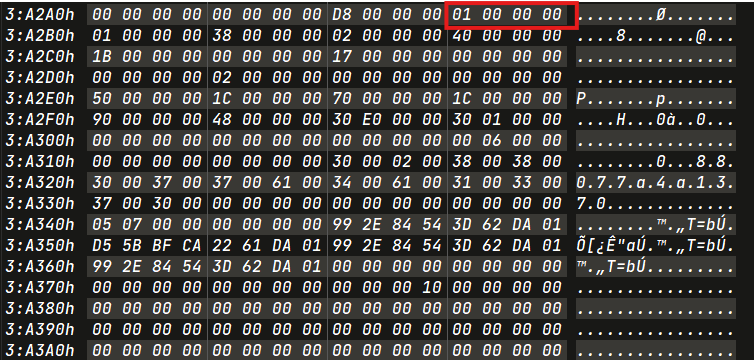 3:A2A0h 00 00 00 00 00 00 00 00 D8 00 00 00 01 00 00 00 ........Ø.......
3:A2B0h 01 00 00 00 38 00 00 00 02 00 00 00 40 00 00 00 ....8.......@...
3:A2C0h 1B 00 00 00 00 00 00 00 17 00 00 00 00 00 00 00 ................
3:A2D0h 00 00 00 00 02 00 00 00 00 00 00 00 00 00 00 00 ................
3:A2E0h 50 00 00 00 1C 00 00 00 70 00 00 00 1C 00 00 00 P.......p.......
3:A2F0h 90 00 00 00 48 00 00 00 30 E0 00 00 30 01 00 00 ....H...0à..0...
3:A300h 00 00 00 00 00 00 00 00 00 00 00 00 00 06 00 00 ................
3:A310h 00 00 00 00 00 00 00 00 30 00 02 00 38 00 38 00 ........0...8.8.
3:A320h 30 00 37 00 37 00 61 00 34 00 61 00 31 00 33 00 0.7.7.a.4.a.1.3.
3:A330h 37 00 30 00 00 00 00 00 00 00 00 00 00 00 00 00 7.0.............
3:A340h 05 07 00 00 00 00 00 00 99 2E 84 54 3D 62 DA 01 ........™.„T=bÚ.
3:A350h D5 5B BF CA 22 61 DA 01 99 2E 84 54 3D 62 DA 01 Õ[¿Ê"aÚ.™.„T=bÚ.
3:A360h 99 2E 84 54 3D 62 DA 01 00 00 00 00 00 00 00 00 ™.„T=bÚ.........
3:A370h 00 00 00 00 00 00 00 00 00 00 00 10 00 00 00 00 ................
3:A380h 00 00 00 00 00 00 00 00 00 00 00 00 00 00 00 00 ................
3:A390h 00 00 00 00 00 00 00 00 00 00 00 00 00 00 00 00 ................
3:A3A0h 00 00 00 00 00 00 00 00 00 00 00 00 00 00 00 00 ................